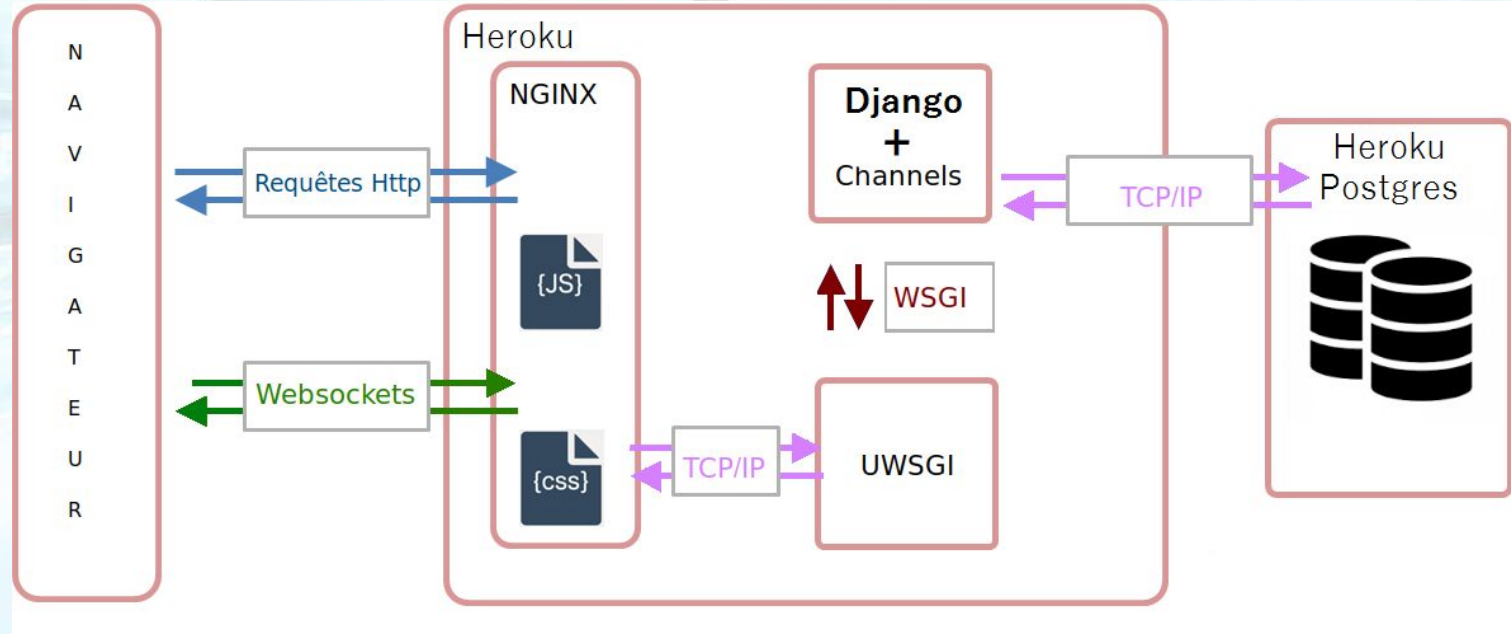 N
A
V
I
G
A
T
E
U
R
Heroku
NGINX
Requêtes Http
{JS}
Websockets
{css}
TCP/IP
Django
+
Channels
WSGI
UWSGI
TCP/IP
Heroku
Postgres